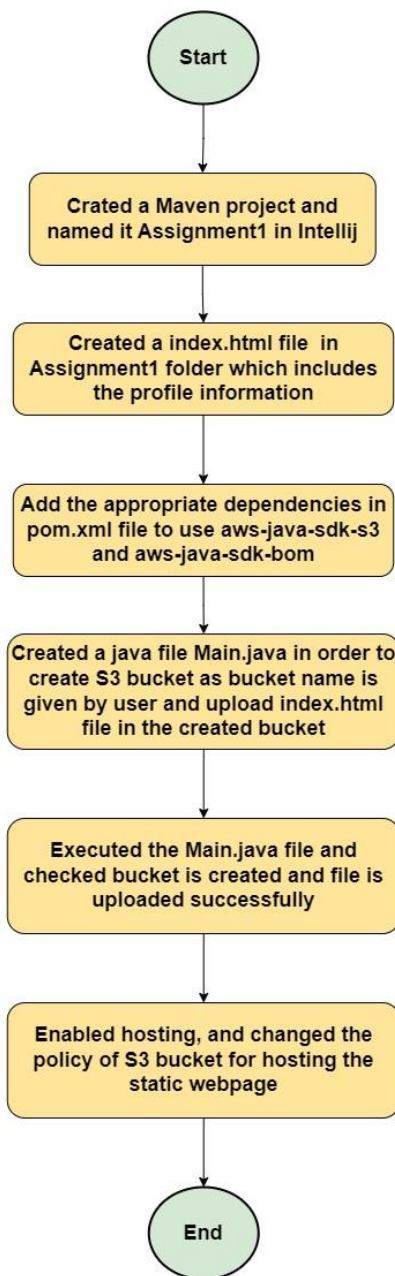 Start
Crated a Maven project and
named it Assignment1 in Intellij
Created a index.html file in
Assignment1 folder which includes
the profile information
Add the appropriate dependencies in
pom.xml file to use aws-java-sdk-s3
and aws-java-sdk-bom
Created a java file Main.java in order to
create S3 bucket as bucket name is
given by user and upload index.html
file in the created bucket
Executed the Main.java file and
checked bucket is created and file is
uploaded successfully
Enabled hosting, and changed the
policy of S3 bucket for hosting the
static webpage
End